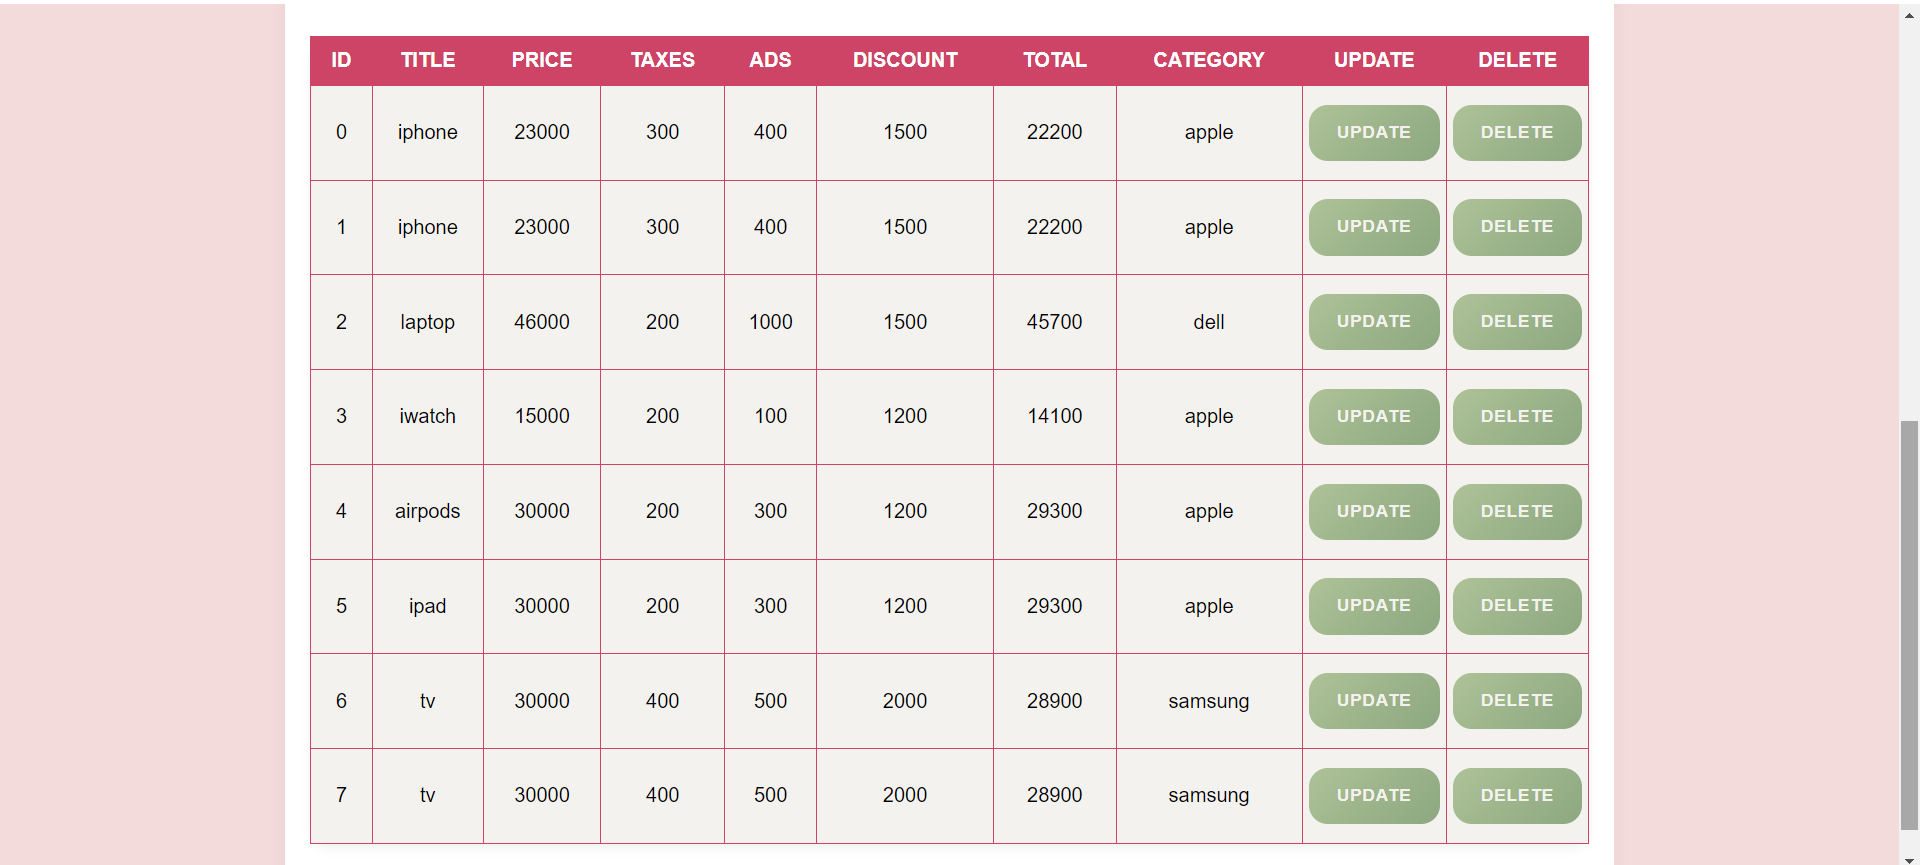 ID TITLE PRICE TAXES ADS DISCOUNT TOTAL CATEGORY UPDATE DELETE
0 iphone 23000 300 400 1500 22200 apple UPDATE DELETE
1 iphone 23000 300 400 1500 22200 apple UPDATE DELETE
2 laptop 46000 200 1000 1500 45700 dell UPDATE DELETE
3 iwatch 15000 200 100 1200 14100 apple UPDATE DELETE
4 airpods 30000 200 300 1200 29300 apple UPDATE DELETE
5 ipad 30000 200 300 1200 29300 apple UPDATE DELETE
6 tv 30000 400 500 2000 28900 samsung UPDATE DELETE
7 tv 30000 400 500 2000 28900 samsung UPDATE DELETE